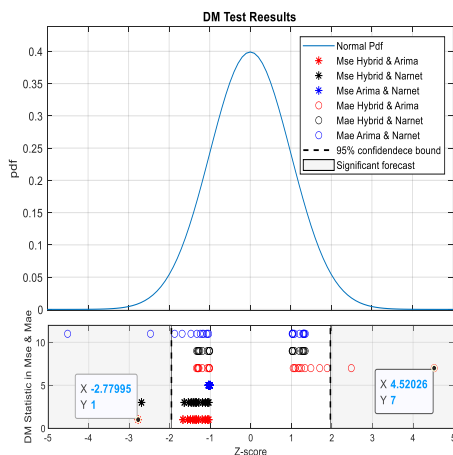 DM Test Reesults
0.4
0.35
0.3
0.25
0.2
0.15
0.1
0.05
0
pdf
Normal Pdf
Mse Hybrid & Arima
Mse Hybrid & Narnet
Mse Arima & Narnet
Mae Hybrid & Arima
Mae Hybrid & Narnet
Mae Arima & Narnet
95% confidendece bound
Significant forecast
DM Statistic in Mse & Mae
10
5
0
X -2.77995
Y 1
X 4.52026
Y 7
-5 -4 -3 -2 -1 0 1 2 3 4 5
Z-score